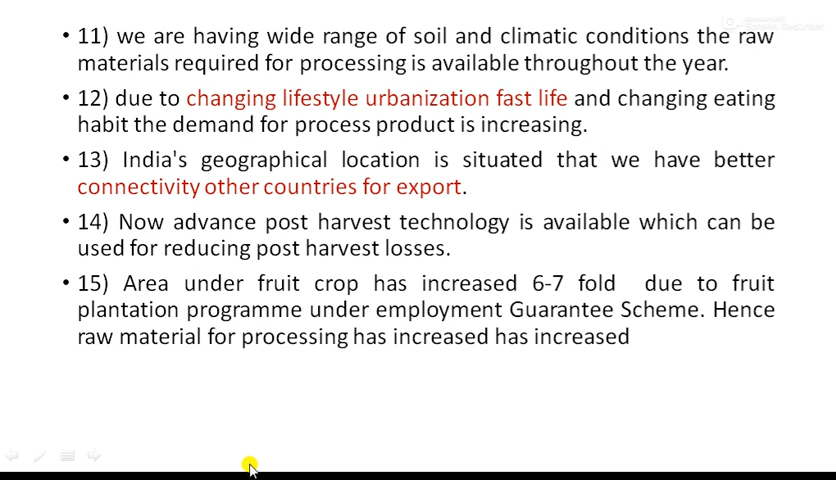 • 11) we are having wide range of soil and climatic conditions the raw
materials required for processing is available throughout the year.
• 12) due to changing lifestyle urbanization fast life and changing eating
habit the demand for process product is increasing.
• 13) India's geographical location is situated that we have better
connectivity other countries for export.
• 14) Now advance post harvest technology is available which can be
used for reducing post harvest losses.
• 15) Area under fruit crop has increased 6-7 fold due to fruit
plantation programme under employment Guarantee Scheme. Hence
raw material for processing has increased has increased